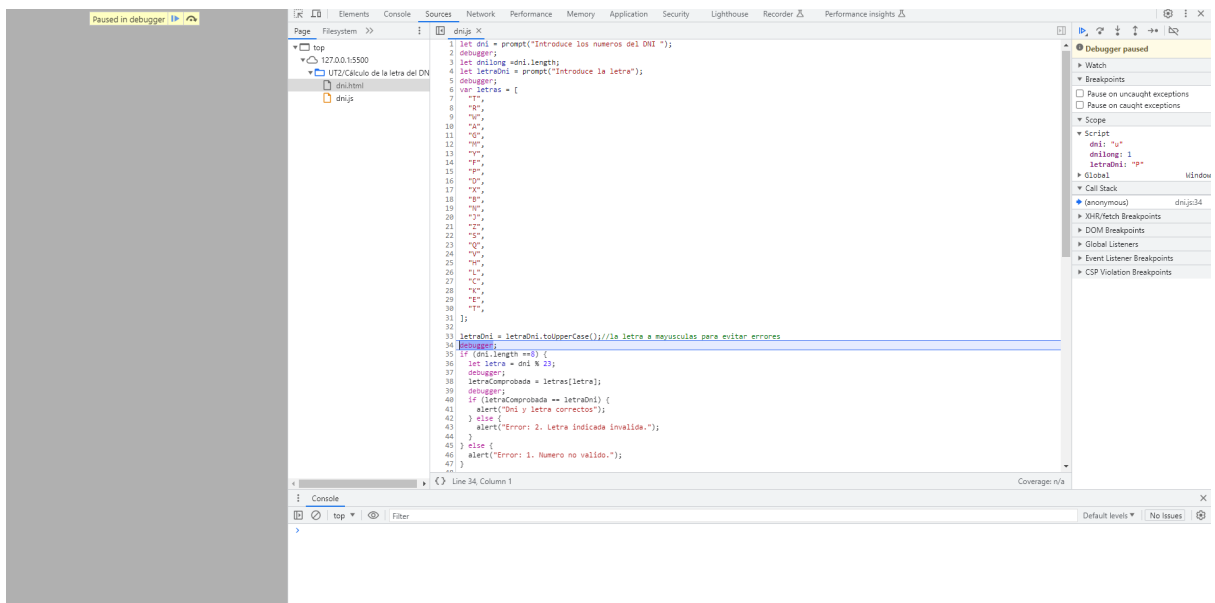 Paused in debugger
Elements Console Sources Network Performance Memory Application Security Lighthouse Recorder Performance insights
Page Filesystem >>
dni.js ×
top
127.0.0.1:5500
UT2/Cálculo de la letra del DN
dni.html
dni.js
1 let dni = prompt("Introduce los numeros del DNI ");
2 debugger;
3 let dnilong =dni.length;
4 let letraDni = prompt("Introduce la letra");
5 debugger;
6 var letras = [
7 "T",
8 "R",
9 "W",
10 "A",
11 "G",
12 "M",
13 "Y",
14 "F",
15 "P",
16 "D",
17 "X",
18 "B",
19 "N",
20 "J",
21 "Z",
22 "S",
23 "Q",
24 "V",
25 "H",
26 "L",
27 "C",
28 "K",
29 "E",
30 "T",
31 ];
32
33 letraDni = letraDni.toUpperCase();//la letra a mayusculas para evitar errores
34 debugger;
35 if (dni.length ==8) {
36 let letra = dni % 23;
37 debugger;
38 letraComprobada = letras[letra];
39 debugger;
40 if (letraComprobada == letraDni) {
41 alert("Dni y letra correctos");
42 } else {
43 alert("Error: 2. Letra indicada invalida.");
44 }
45 } else {
46 alert("Error: 1. Numero no valido.");
47 }
{ } Line 34, Column 1
Coverage: n/a
Debugger paused
Watch
Breakpoints
Pause on uncaught exceptions
Pause on caught exceptions
Scope
Script
dni: "u"
dnilong: 1
letraDni: "P"
Global Window
Call Stack
(anonymous) dni.js:34
XHR/fetch Breakpoints
DOM Breakpoints
Global Listeners
Event Listener Breakpoints
CSP Violation Breakpoints
Console
top Filter
Default levels No Issues